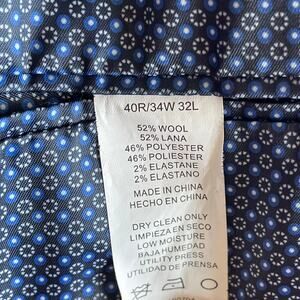 40R/34W 32L
52% WOOL
52% LANA
46% POLYESTER
46% POLIESTER
2% ELASTANE
2% ELASTANO
MADE IN CHINA
HECHO EN CHINA
DRY CLEAN ONLY
LIMPIEZA EN SECO
LOW MOISTURE
BAJA HUMEDAD
UTILITY PRESS
UTILIDAD DE PRENSA